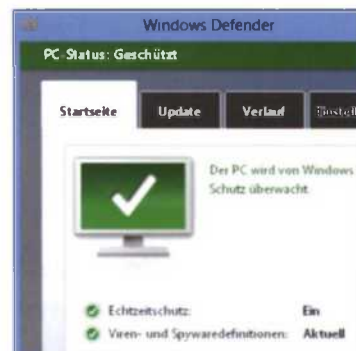 Windows Defender
PC-Status: Geschützt
Startseite Update Verlauf
Der PC wird von Windows
Schutz überwacht.
Echtzeitschutz: Ein
Viren- und Spywaredefinitionen: Aktuell